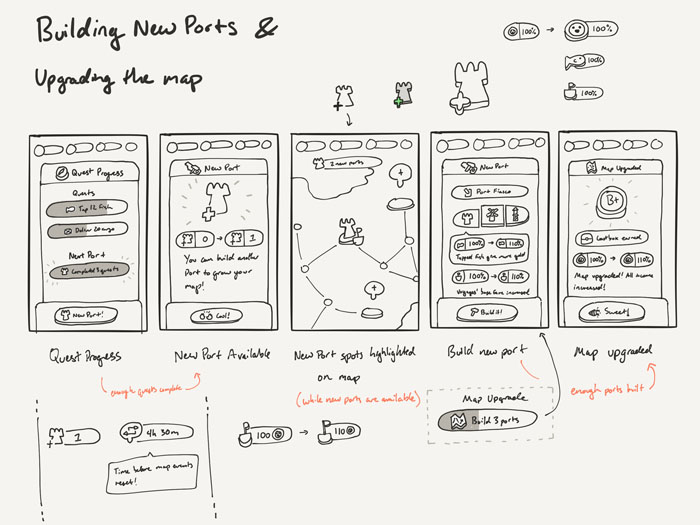 Building New Ports &
Upgrading the map
100%
100%
100%
100%
Quest Progress
Quests
Tap 12 Fish
Deliver 20 cargo
Next Port
Complete 3 quests
New Port!
Quest Progress
New Port
0
1
You can build another
Port to grow your
map!
Cool!
New Port Available
2 new ports
New Port spots highlighted
on map
(while new ports are available)
New Port
Port Fiasco
100%
110%
Tapped fish give more gold!
100%
110%
Voyages' base fare increased
Build it!
Build new port
Map Upgraded
B+
Lootbox earned
100%
110%
Map upgraded! All income
increased!
Sweet!
Map upgraded
enough quests complete
enough ports built
Map Upgrade
Build 3 ports
1
4h 30m
Time before map events
reset!
100
110